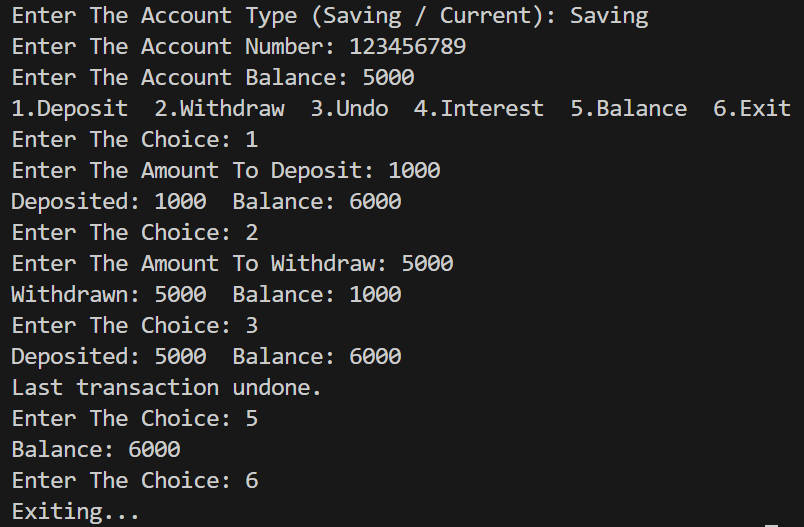 Enter The Account Type (Saving / Current): Saving
Enter The Account Number: 123456789
Enter The Account Balance: 5000
1.Deposit  2.Withdraw  3.Undo  4.Interest  5.Balance  6.Exit
Enter The Choice: 1
Enter The Amount To Deposit: 1000
Deposited: 1000  Balance: 6000
Enter The Choice: 2
Enter The Amount To Withdraw: 5000
Withdrawn: 5000  Balance: 1000
Enter The Choice: 3
Deposited: 5000  Balance: 6000
Last transaction undone.
Enter The Choice: 5
Balance: 6000
Enter The Choice: 6
Exiting...